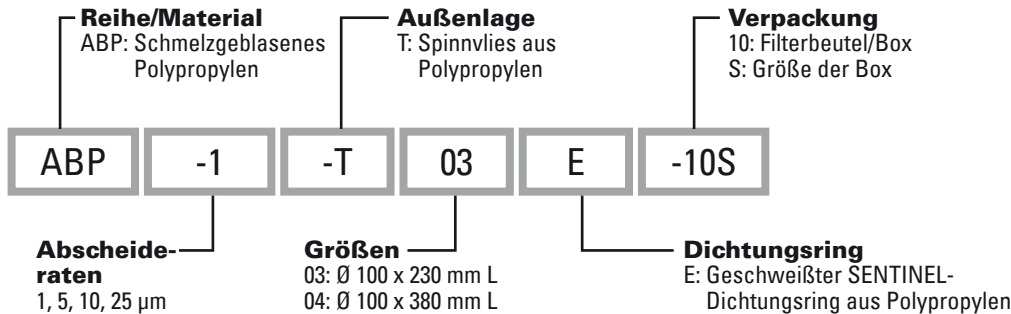 Reihe/Material
ABP: Schmelzgeblasenes
Polypropylen
Außenlage
T: Spinnvlies aus
Polypropylen
Verpackung
10: Filterbeutel/Box
S: Größe der Box
ABP -1 -T 03 E -10S
Abscheide-
raten
1, 5, 10, 25 µm
Größen
03: Ø 100 x 230 mm L
04: Ø 100 x 380 mm L
Dichtungsring
E: Geschweißter SENTINEL-
Dichtungsring aus Polypropylen